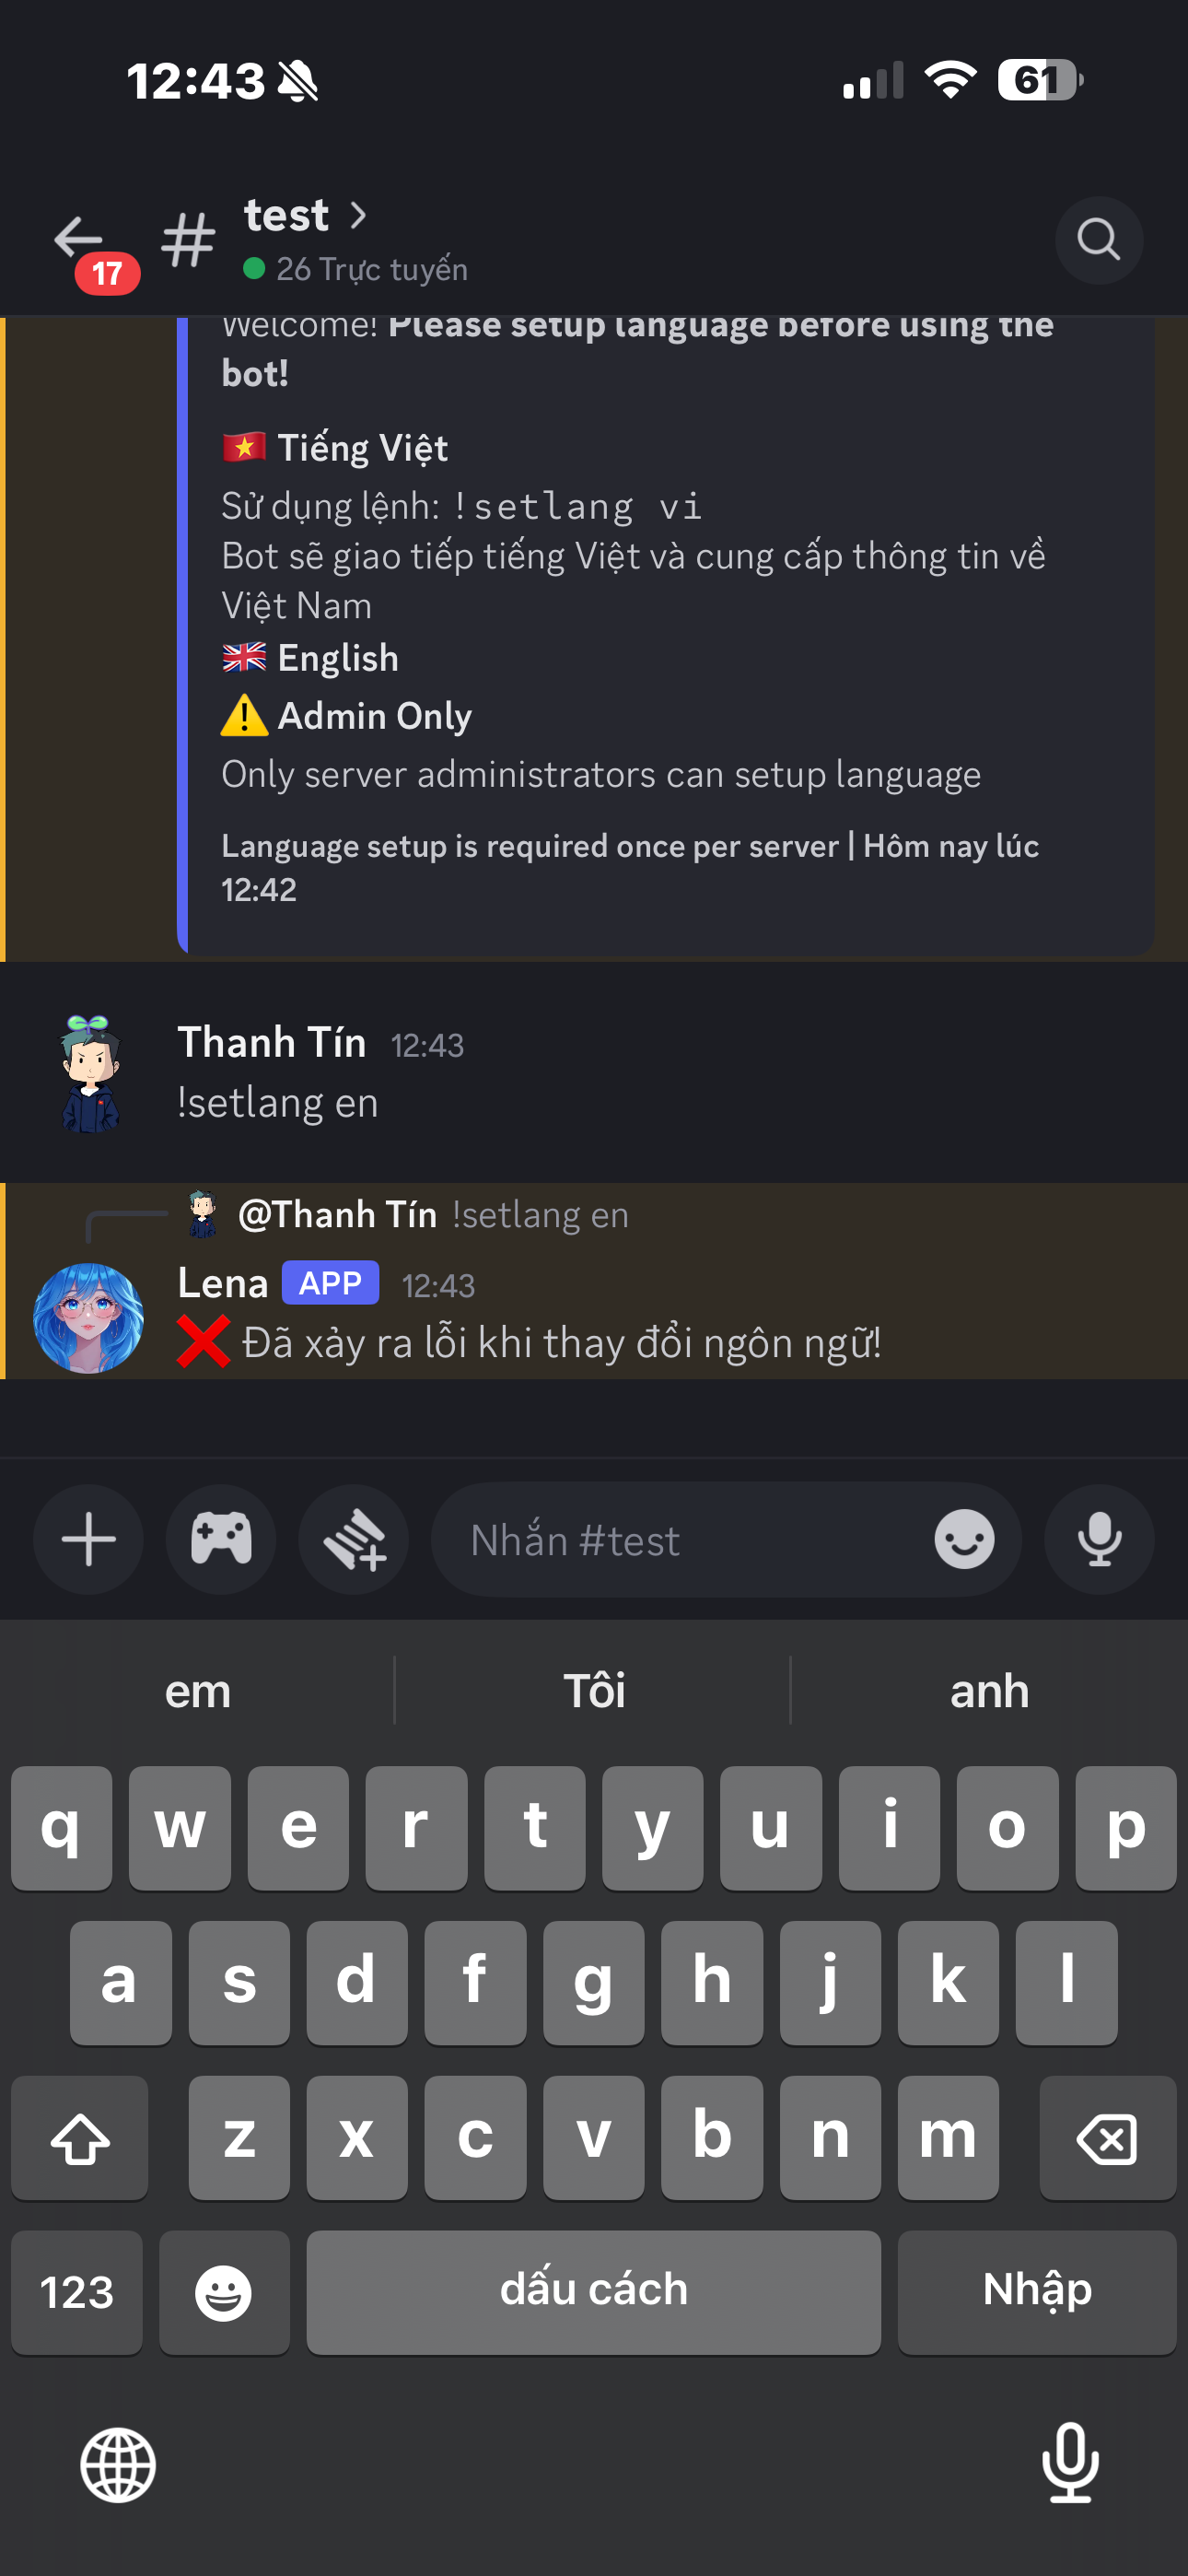 12:43
61
17
# test >
26 Trực tuyến
Welcome! Please setup language before using the
bot!
Tiếng Việt
Sử dụng lệnh: !setlang vi
Bot sẽ giao tiếp tiếng Việt và cung cấp thông tin về
Việt Nam
English
Admin Only
Only server administrators can setup language
Language setup is required once per server | Hôm nay lúc
12:42
Thanh Tín 12:43
!setlang en
@Thanh Tín !setlang en
Lena APP 12:43
Đã xảy ra lỗi khi thay đổi ngôn ngữ!
Nhắn #test
em Tôi anh
q w e r t y u i o p
a s d f g h j k l
z x c v b n m
123 dấu cách Nhập